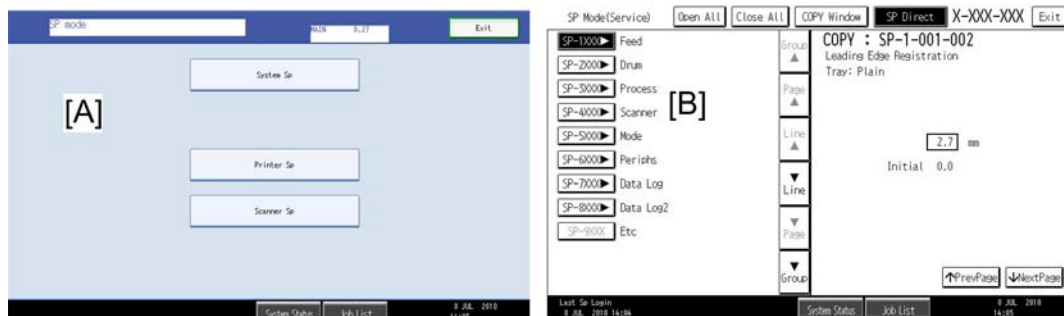 SP mode
MAIN 0.27
Exit
System Sp
[A]
Printer Sp
Scanner Sp
System Status Job List
8 JUL 2010
14:05
SP Mode(Service) Open All Close All COPY Window SP Direct X-XXX-XXX Exit
SP-1XXX▶ Feed
SP-2XXX▶ Drum
SP-3XXX▶ Process
SP-4XXX▶ Scanner
[B]
SP-5XXX▶ Mode
SP-6XXX▶ Periphs
SP-7XXX▶ Data Log
SP-8XXX▶ Data Log2
SP-9XXX Etc
Group
▲
Page
▲
Line
▲
▼
Line
▼
Page
▼
Group
COPY : SP-1-001-002
Leading Edge Registration
Tray: Plain
2.7 mm
Initial 0.0
↑PrevPage ↓NextPage
Last Sp Login
8 JUL 2010 14:04
System Status Job List
8 JUL 2010
14:05